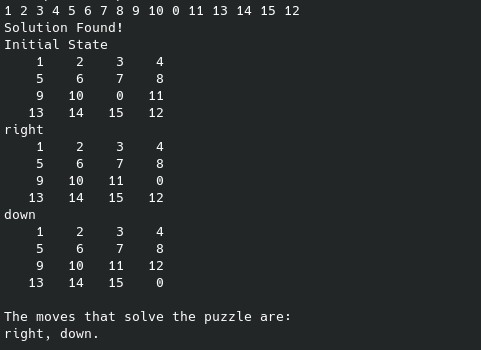 1 2 3 4 5 6 7 8 9 10 0 11 13 14 15 12
Solution Found!
Initial State
    1    2    3    4
    5    6    7    8
    9   10    0   11
   13   14   15   12
right
    1    2    3    4
    5    6    7    8
    9   10   11    0
   13   14   15   12
down
    1    2    3    4
    5    6    7    8
    9   10   11   12
   13   14   15    0

The moves that solve the puzzle are:
right, down.